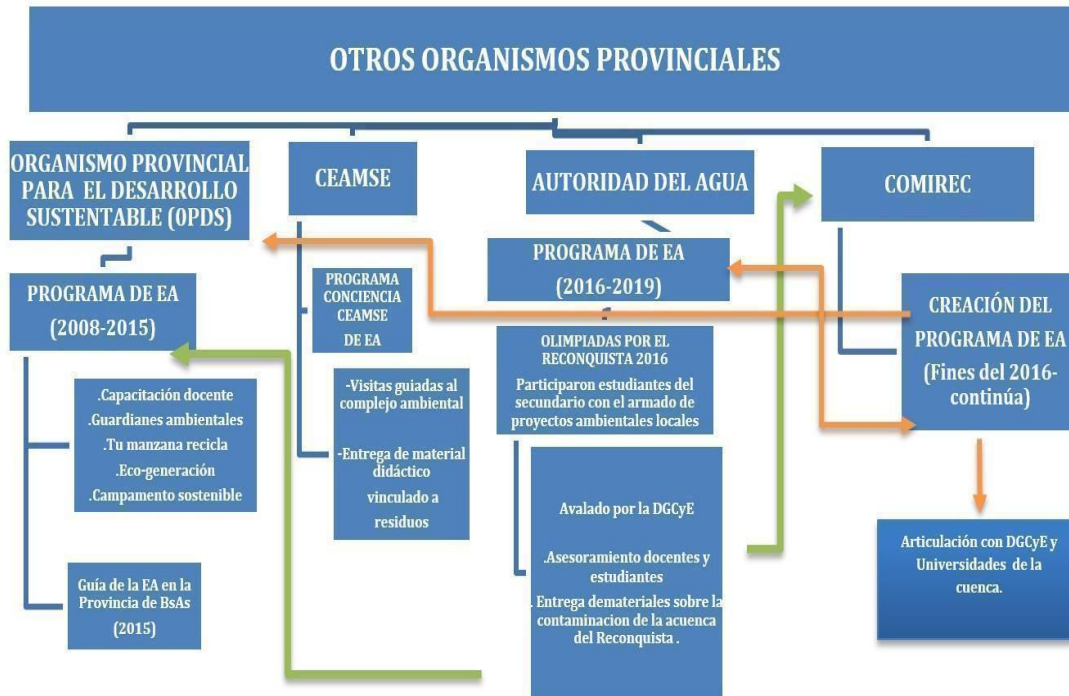 OTROS ORGANISMOS PROVINCIALES
ORGANISMO PROVINCIAL
PARA EL DESARROLLO
SUSTENTABLE (0PDS)
PROGRAMA DE EA
(2008-2015)
.Capacitación docente
.Guardianes ambientales
.Tu manzana recicla
.Eco-generación
.Campamento sostenible
Guía de la EA en la
Provincia de BsAs
(2015)
CEAMSE
PROGRAMA
CONCIENCIA
CEAMSE
DE EA
-Visitas guiadas al
complejo ambiental
-Entrega de material
didáctico
vinculado a
residuos
AUTORIDAD DEL AGUA
PROGRAMA DE EA
(2016-2019)
OLIMPIADAS POR EL
RECONQUISTA 2016
Participaron estudiantes del
secundario con el armado de
proyectos ambientales locales
Avalado por la DGCyE
.Asesoramiento docentes y
estudiantes
. Entrega demateriales sobre la
contaminacion de la acuenca
del Reconquista .
COMIREC
CREACIÓN DEL
PROGRAMA DE EA
(Fines del 2016-
continúa)
Articulación con DGCyE y
Universidades de la
cuenca.